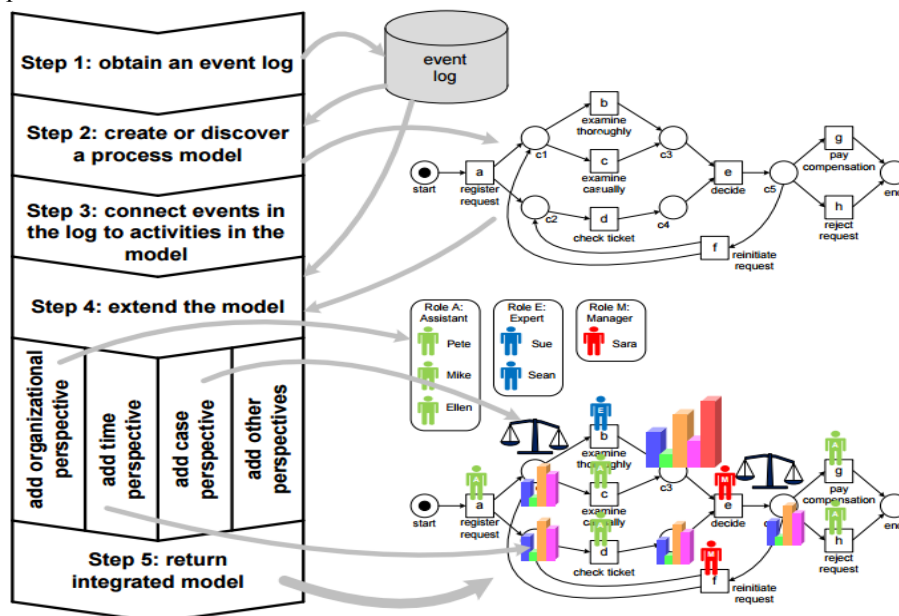 Step 1: obtain an event log
Step 2: create or discover
a process model
Step 3: connect events in
the log to activities in the
model
Step 4: extend the model
add organizational
perspective
add time
perspective
add case
perspective
add other
perspectives
Step 5: return
integrated model
event
log
start
a
register
request
c1
c2
b
examine
thoroughly
c
examine
casually
d
check ticket
c3
c4
e
decide
c5
f
reinitiate
request
g
pay
compensation
h
reject
request
end
Role A:
Assistant
Pete
Mike
Ellen
Role E:
Expert
Sue
Sean
Role M:
Manager
Sara
start
A
a
register
request
E
b
examine
thoroughly
c
examine
casually
d
check ticket
c3
M
e
decide
M
f
reinitiate
request
A
g
pay
compensation
A
h
reject
request
end